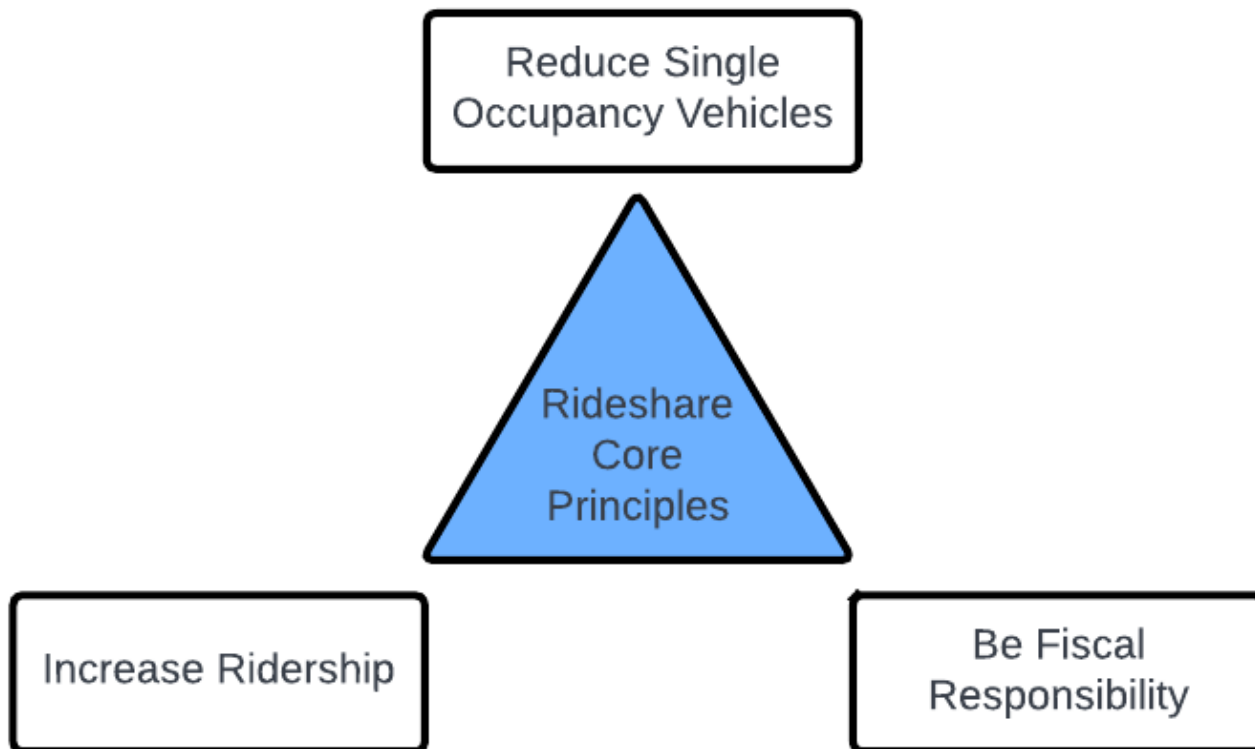 Reduce Single
Occupancy Vehicles
Rideshare
Core
Principles
Increase Ridership
Be Fiscal
Responsibility